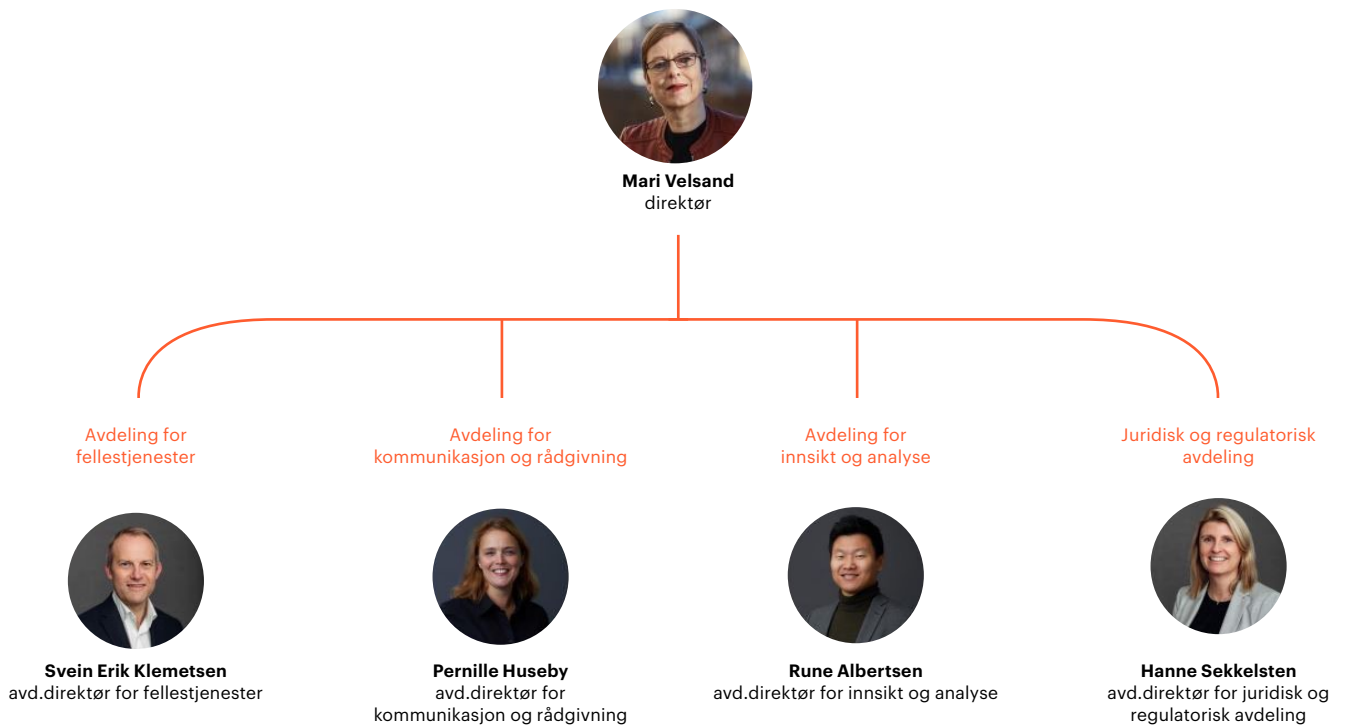 Mari Velsand
direktør
Avdeling for
fellestjenester
Avdeling for
kommunikasjon og rådgivning
Avdeling for
innsikt og analyse
Juridisk og regulatorisk
avdeling
Svein Erik Klemetsen
avd.direktør for fellestjenester
Pernille Huseby
avd.direktør for
kommunikasjon og rådgivning
Rune Albertsen
avd.direktør for innsikt og analyse
Hanne Sekkelsten
avd.direktør for juridisk og
regulatorisk avdeling